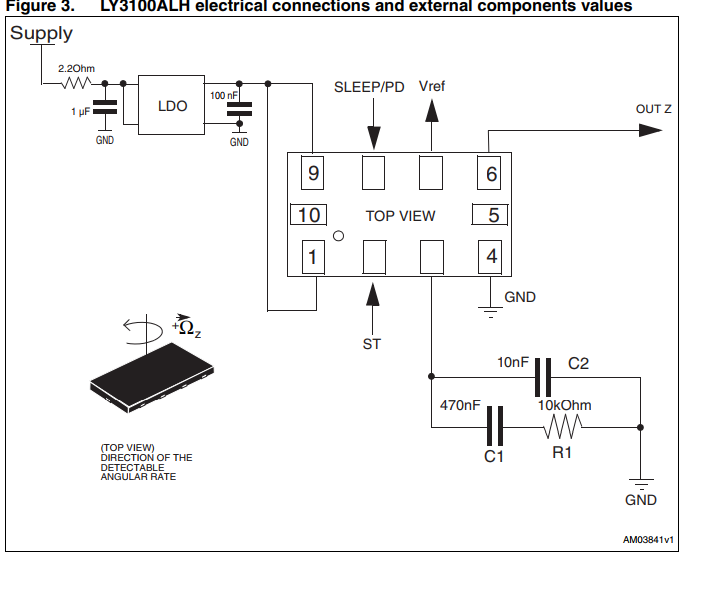 Figure 3. LY3100ALH electrical connections and external components values
Supply
2.2Ohm
1 µF
GND
LDO
100 nF
GND
SLEEP/PD
Vref
OUT Z
9
6
10
TOP VIEW
5
1
4
GND
ST
+Ωz
10nF
C2
470nF
10kOhm
C1
R1
GND
(TOP VIEW)
DIRECTION OF THE
DETECTABLE
ANGULAR RATE
AM03841v1